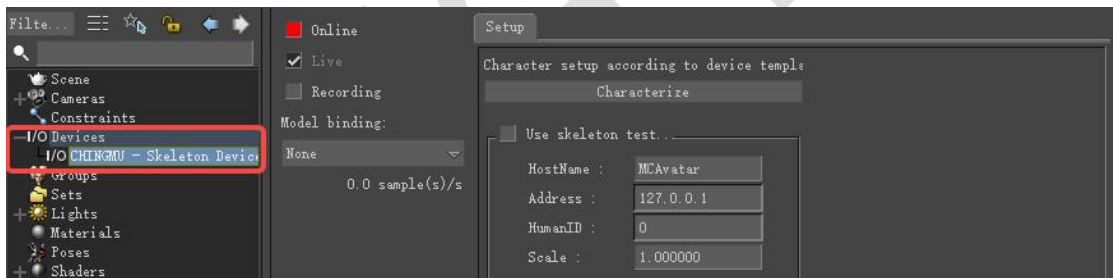 Filte...
Scene
Cameras
Constraints
I/O Devices
I/O CHINGMU - Skeleton Device
Groups
Sets
Lights
Materials
Poses
Shaders
Online
Live
Recording
Model binding:
None
0.0 sample(s)/s
Setup
Character setup according to device templa
Characterize
Use skeleton test...
HostName : MCAvatar
Address : 127.0.0.1
HumanID : 0
Scale : 1.000000